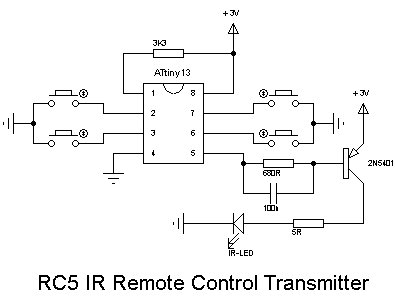 +3V
3k3
ATtiny13
+3V
1 8
2 7
3 6
4 5
680R
100n
2N5401
5R
IR-LED
RC5 IR Remote Control Transmitter